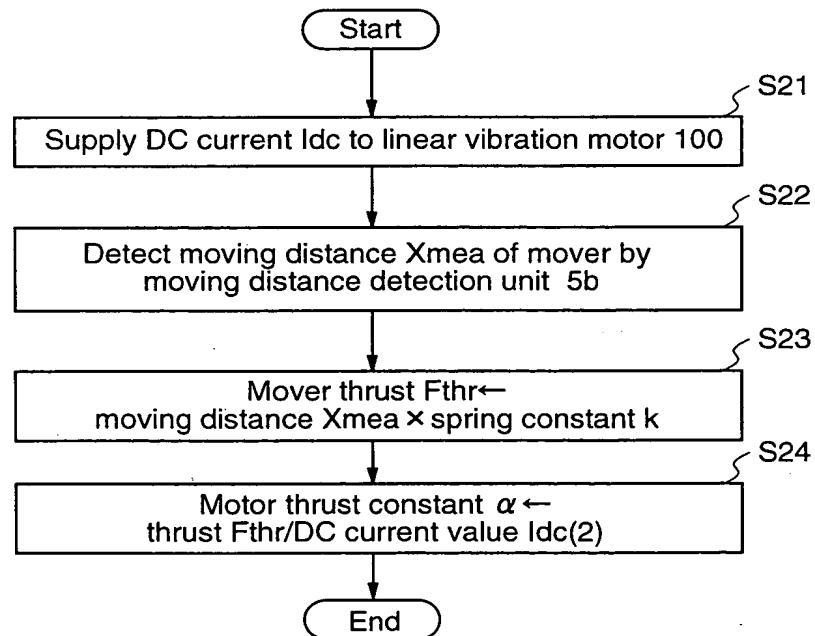 Start
S21
Supply DC current Idc to linear vibration motor 100
S22
Detect moving distance Xmea of mover by
moving distance detection unit 5b
S23
Mover thrust Fthr←
moving distance Xmea × spring constant k
S24
Motor thrust constant α←
thrust Fthr/DC current value Idc(2)
End